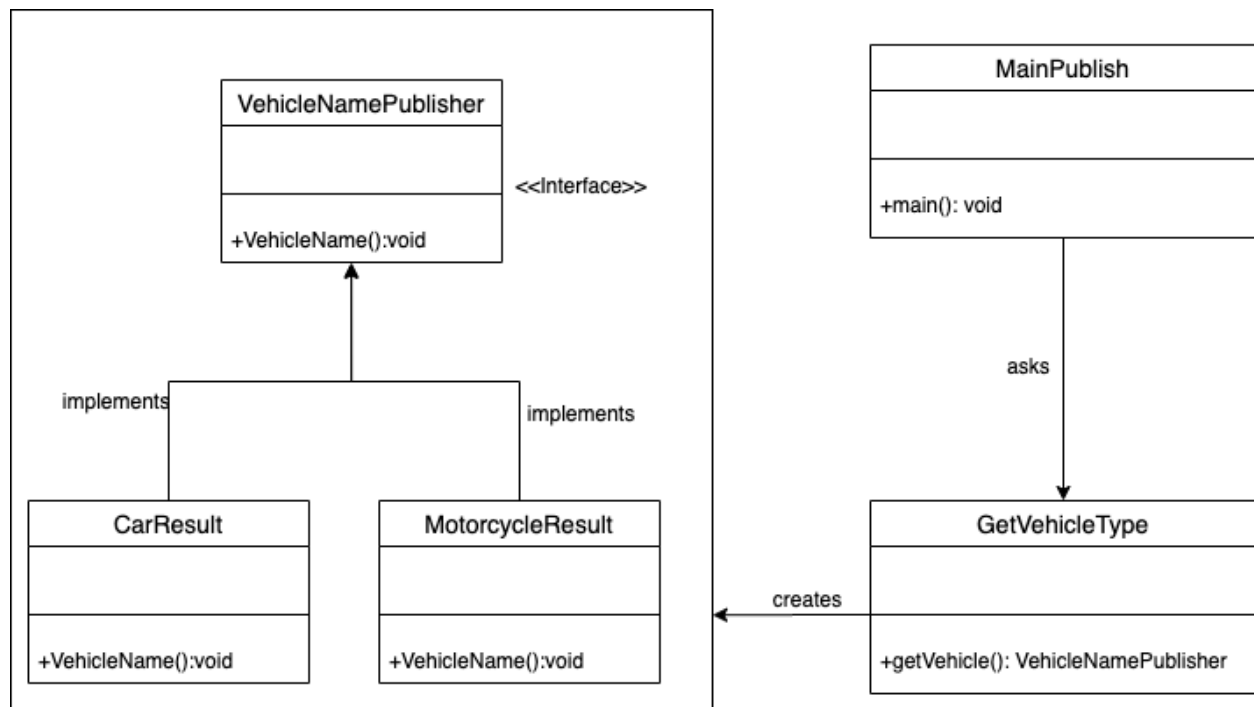 VehicleNamePublisher
<<Interface>>
+VehicleName():void
implements
implements
CarResult
+VehicleName():void
MotorcycleResult
+VehicleName():void
MainPublish
+main(): void
asks
GetVehicleType
creates
+getVehicle(): VehicleNamePublisher